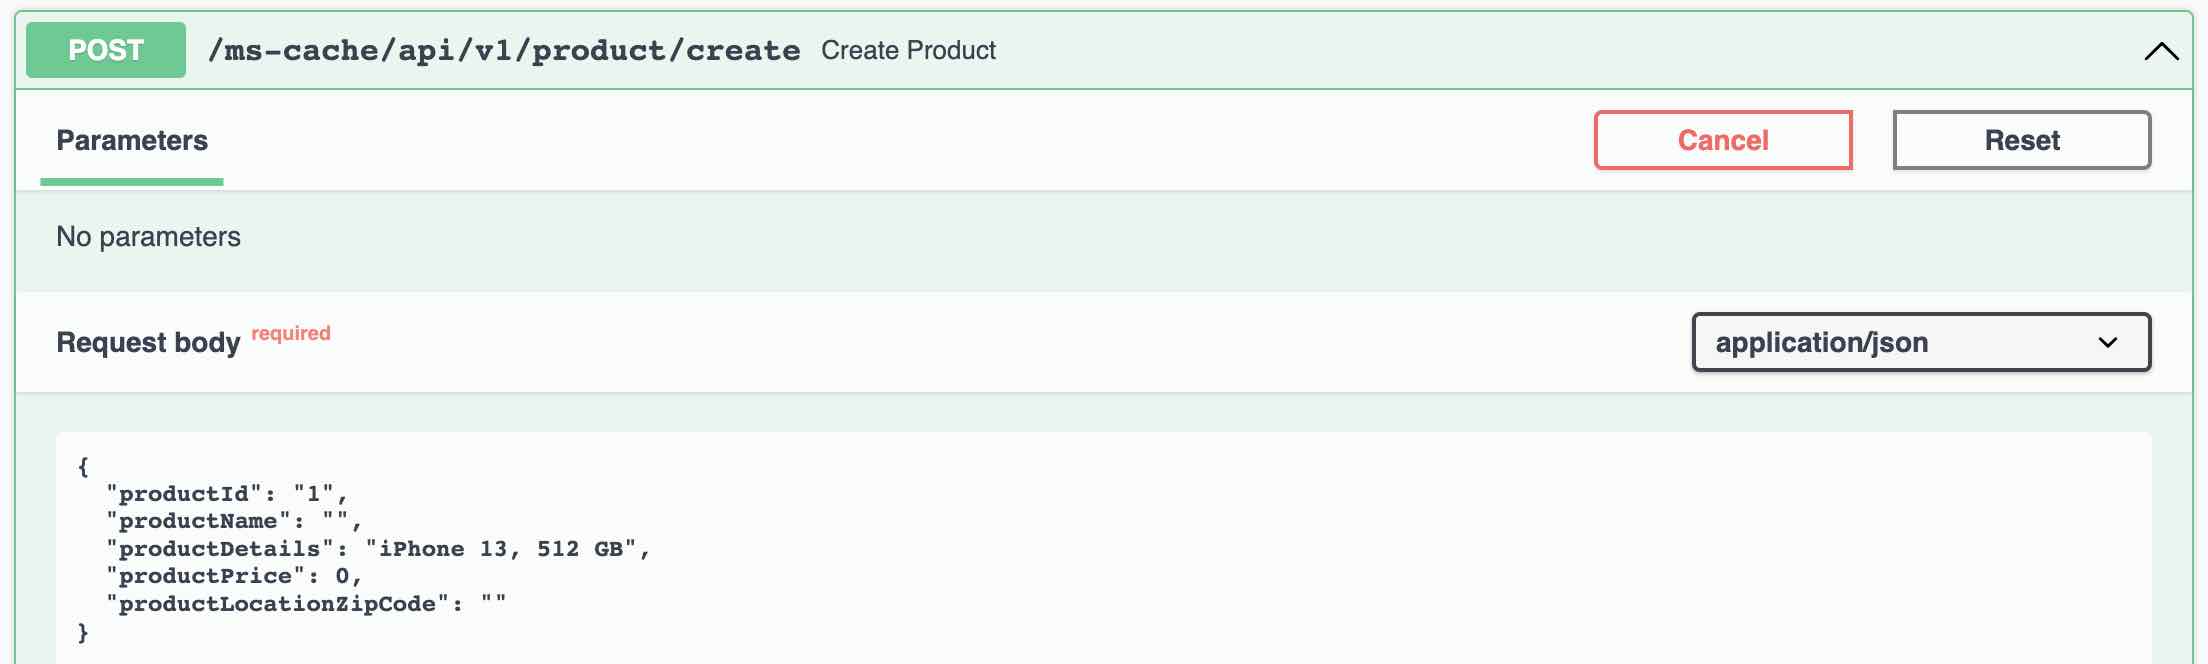 POST /ms-cache/api/v1/product/create Create Product
Parameters
Cancel
Reset
No parameters
Request body required
application/json
{
  "productId": "1",
  "productName": "",
  "productDetails": "iPhone 13, 512 GB",
  "productPrice": 0,
  "productLocationZipCode": ""
}